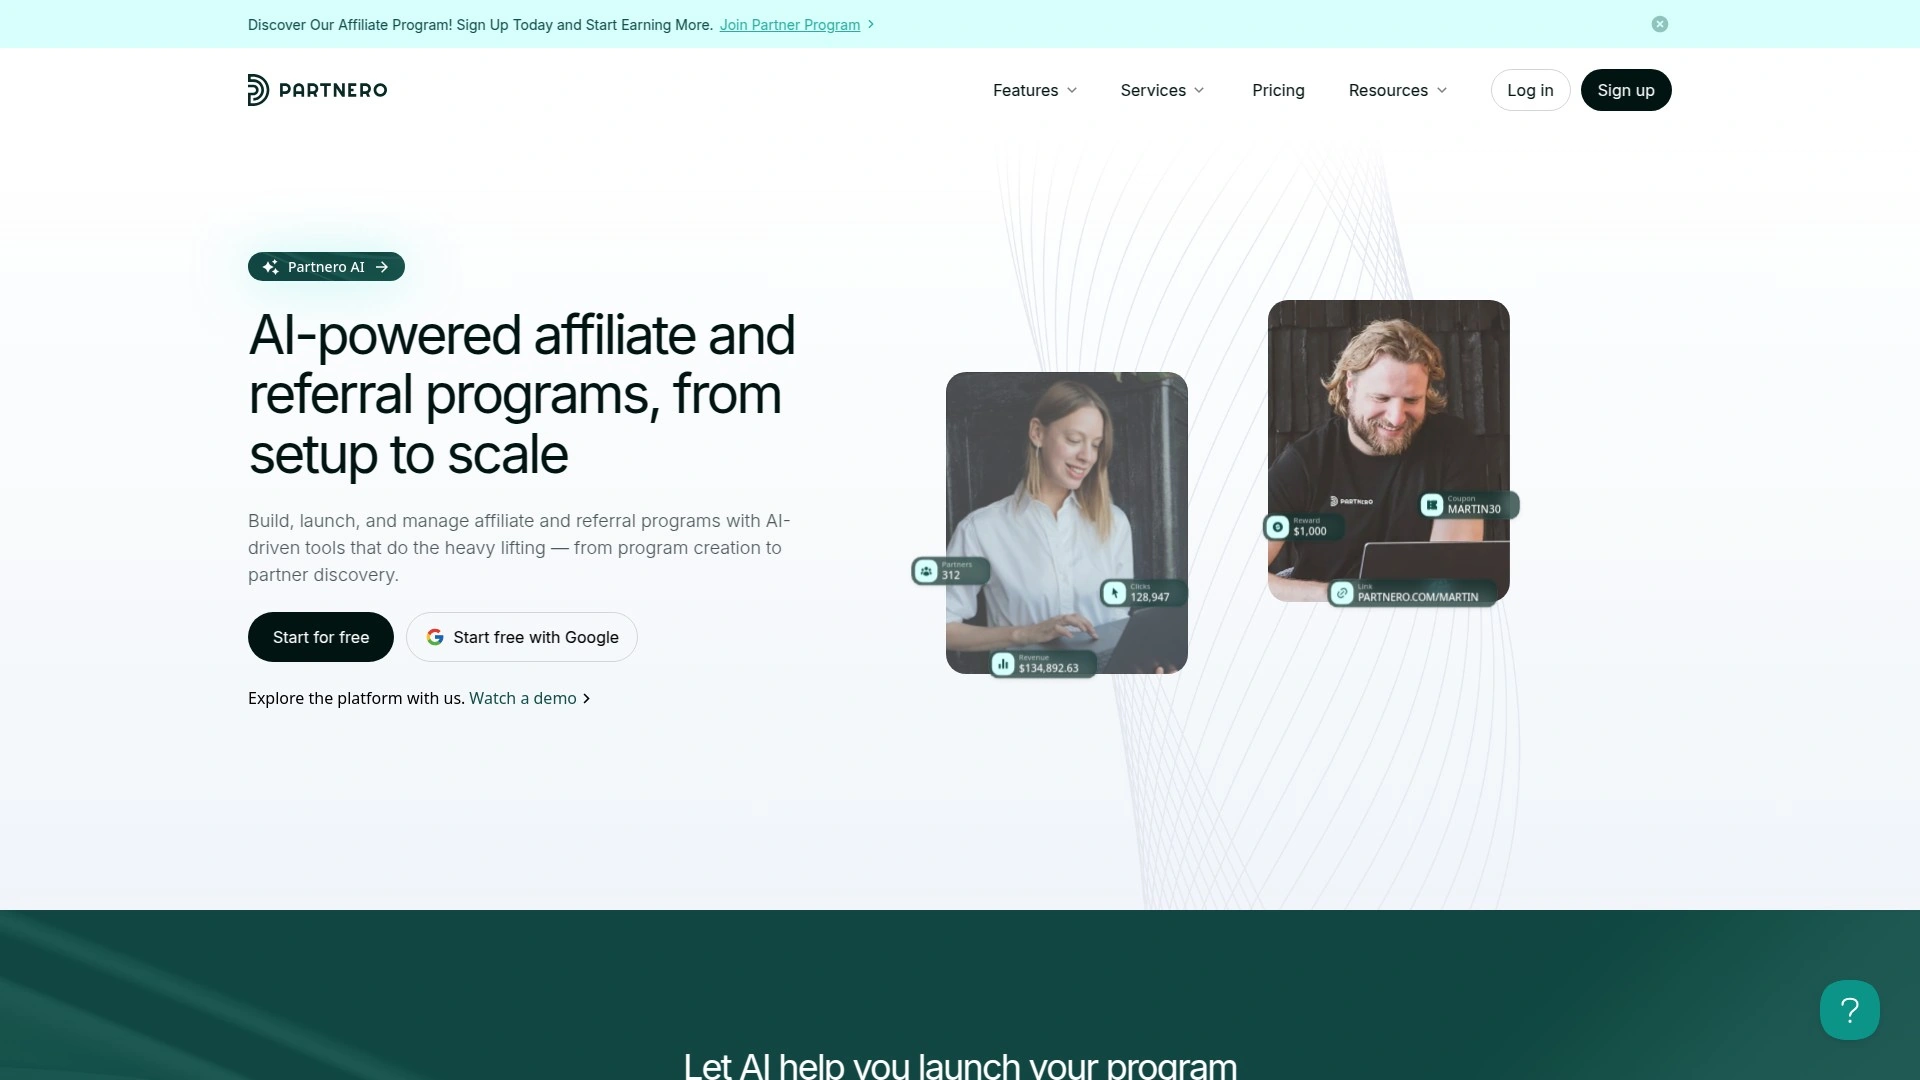 Discover Our Affiliate Program! Sign Up Today and Start Earning More. Join Partner Program
PARTNERO
Features
Services
Pricing
Resources
Log in
Sign up
Partnero AI
AI-powered affiliate and
referral programs, from
setup to scale
Build, launch, and manage affiliate and referral programs with AI-
driven tools that do the heavy lifting — from program creation to
partner discovery.
Start for free
Start free with Google
Explore the platform with us. Watch a demo
Partners
312
Clicks
128,947
Revenue
$134,892.63
PARTNERO
Coupon
MARTIN30
Reward
$1,000
Link
PARTNERO.COM/MARTIN
Let AI help you launch your program
?